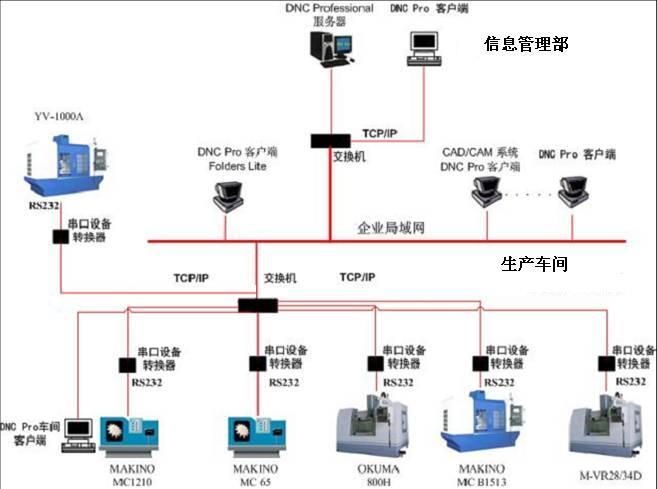 DNC Professional
服务器
DNC Pro 客户端
信息管理部
YV-1000A
TCP/IP
交换机
DNC Pro 客户端
Folders Lite
CAD/CAM 系统
DNC Pro 客户端
DNC Pro 客户端
RS232
串口设备
转换器
企业局域网
生产车间
TCP/IP
交换机
TCP/IP
串口设备
转换器
RS232
串口设备
转换器
RS232
串口设备
转换器
RS232
串口设备
转换器
RS232
串口设备
转换器
RS232
DNC Pro车间
客户端
MAKINO
MC1210
MAKINO
MC 65
OKUMA
800H
MAKINO
MC B1513
M-VR28/34D